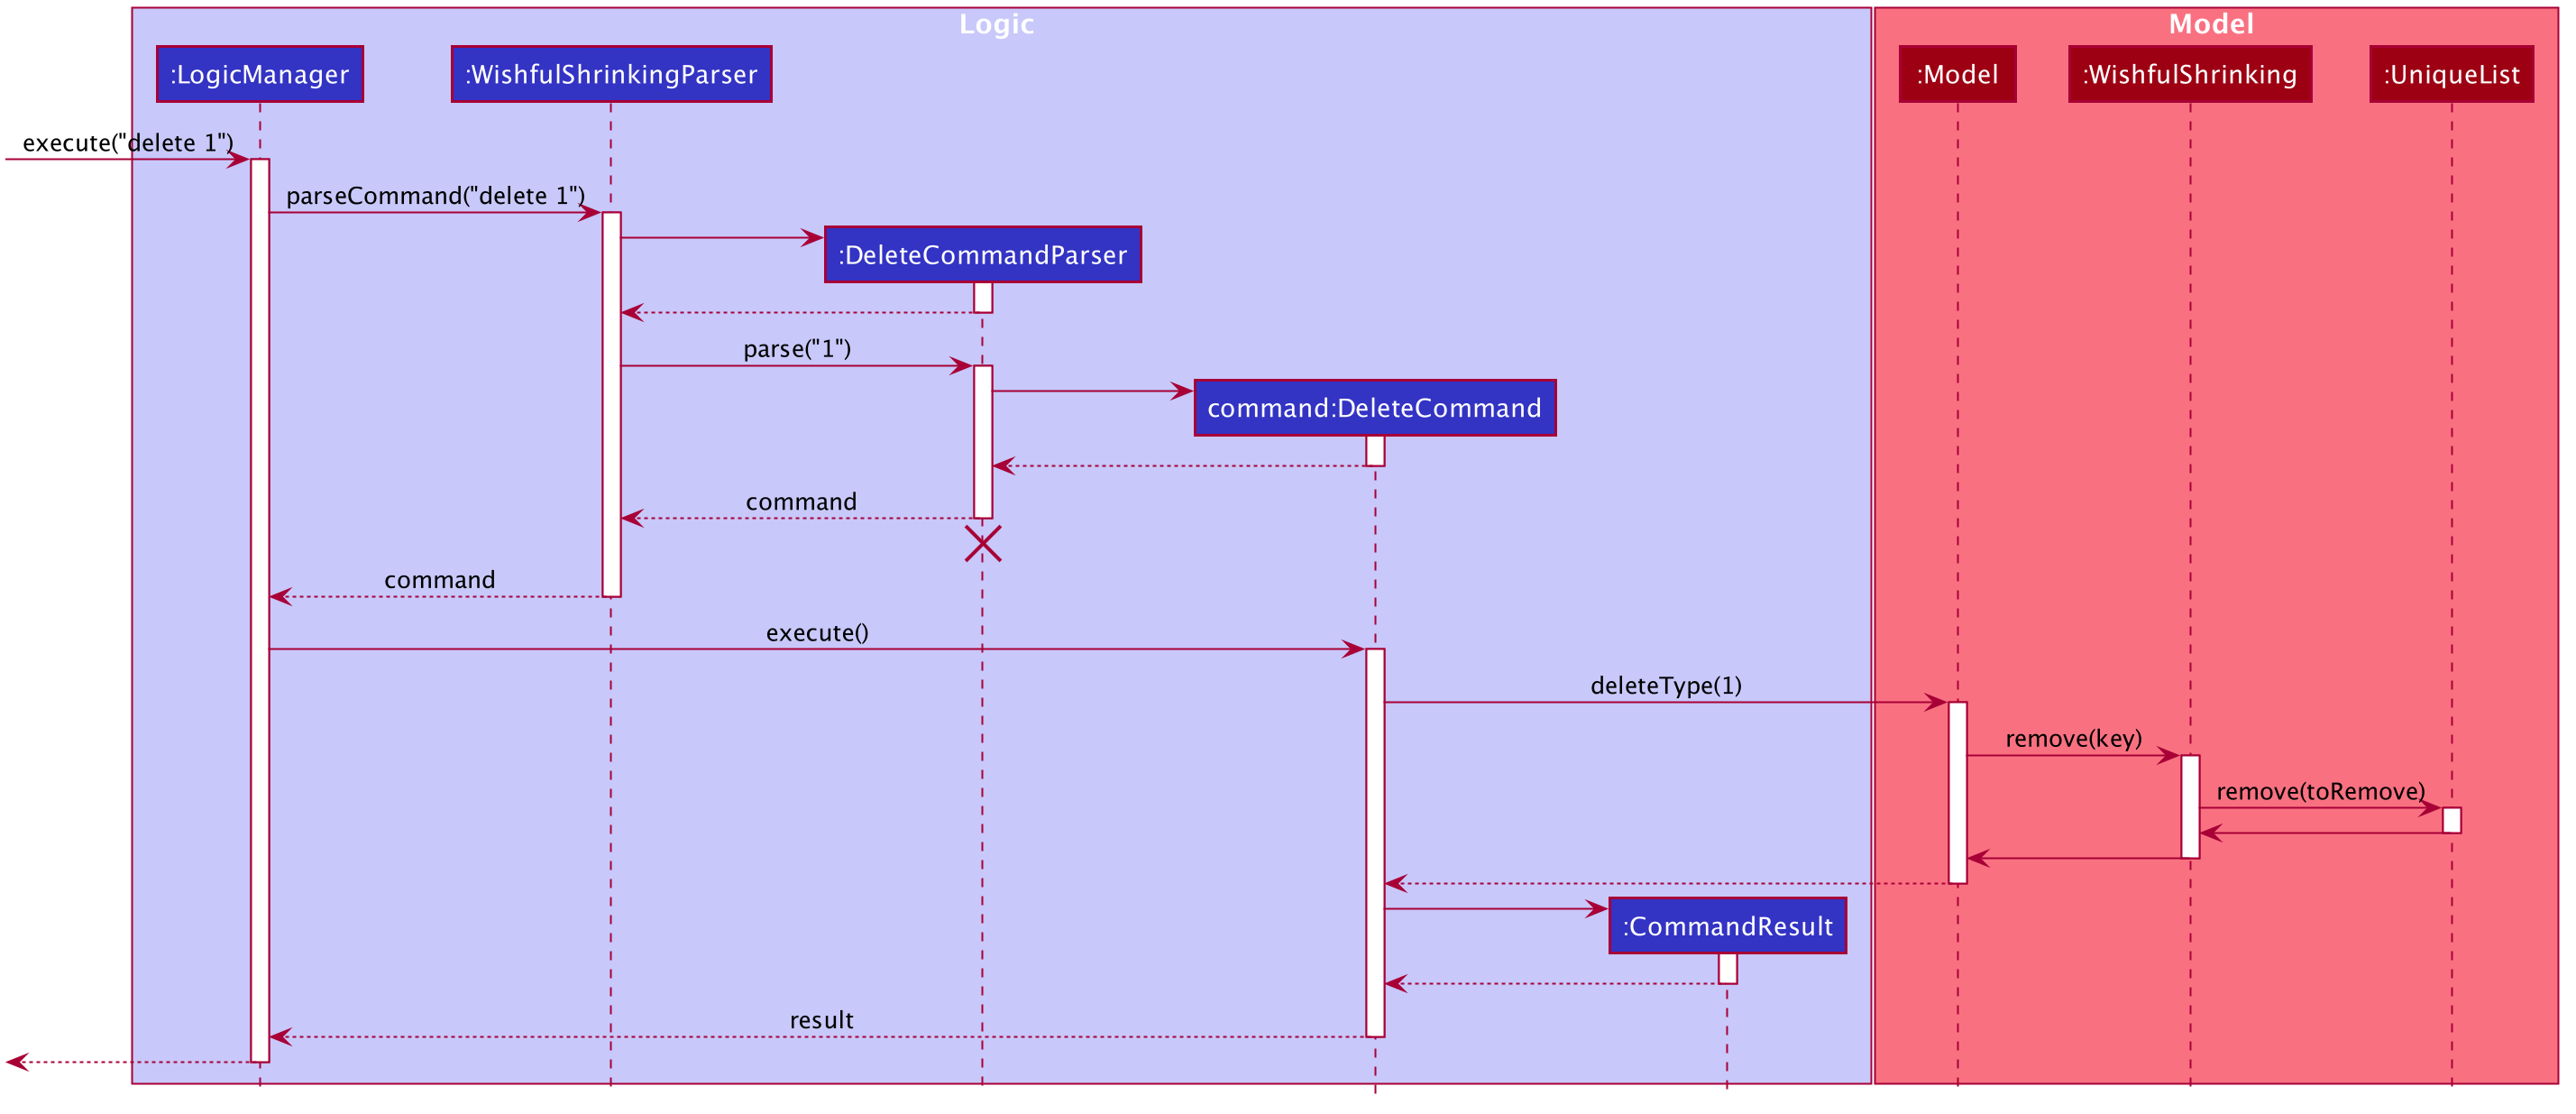 Logic
Model
:LogicManager
:WishfulShrinkingParser
:Model
:WishfulShrinking
:UniqueList
execute("delete 1")
parseCommand("delete 1")
:DeleteCommandParser
parse("1")
command:DeleteCommand
command
command
execute()
deleteType(1)
remove(key)
remove(toRemove)
:CommandResult
result